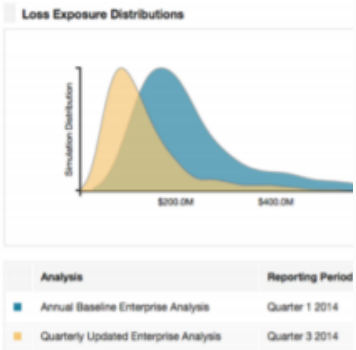 Loss Exposure Distributions
Simulation Distribution
$200.0M
$400.0M
Analysis
Reporting Period
Annual Baseline Enterprise Analysis
Quarter 1 2014
Quarterly Updated Enterprise Analysis
Quarter 3 2014